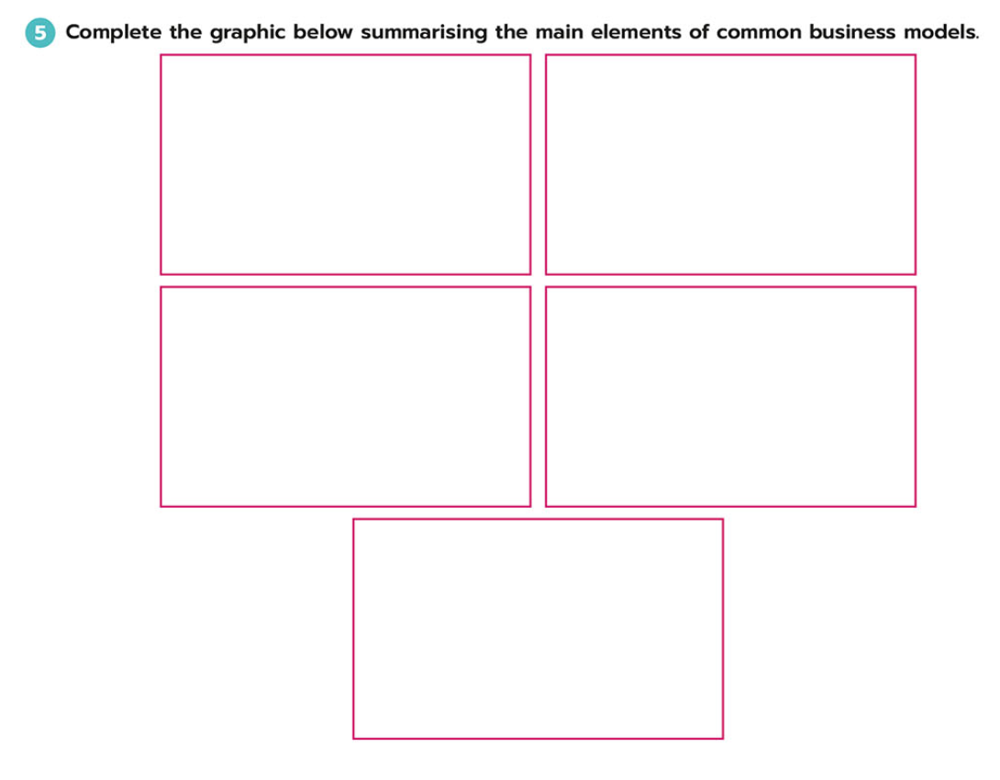 5 Complete the graphic below summarising the main elements of common business models.